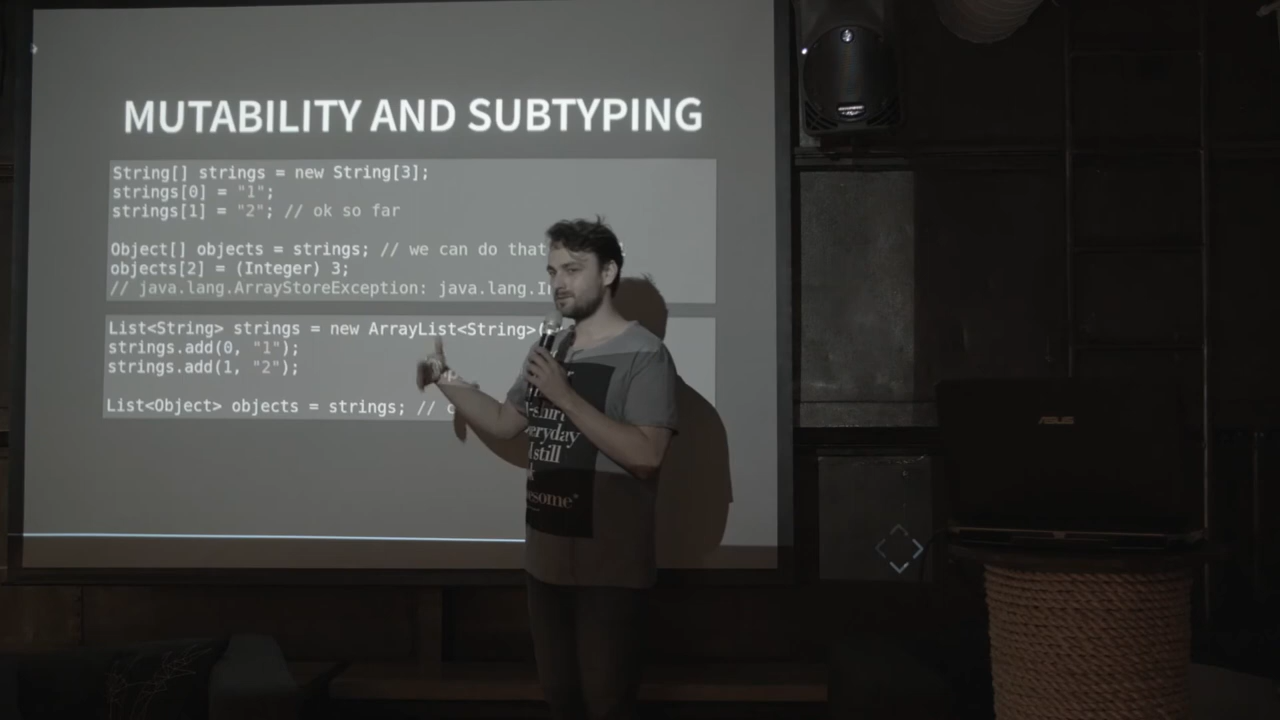 MUTABILITY AND SUBTYPING
String[] strings = new String[3];
strings[0] = "1";
strings[1] = "2"; // ok so far
Object[] objects = strings; // we can do that
objects[2] = (Integer) 3;
// java.lang.ArrayStoreException: java.lang.
List<String> strings = new ArrayList<String>(
strings.add(0, "1");
strings.add(1, "2");
List<Object> objects = strings; //
still
ASUS